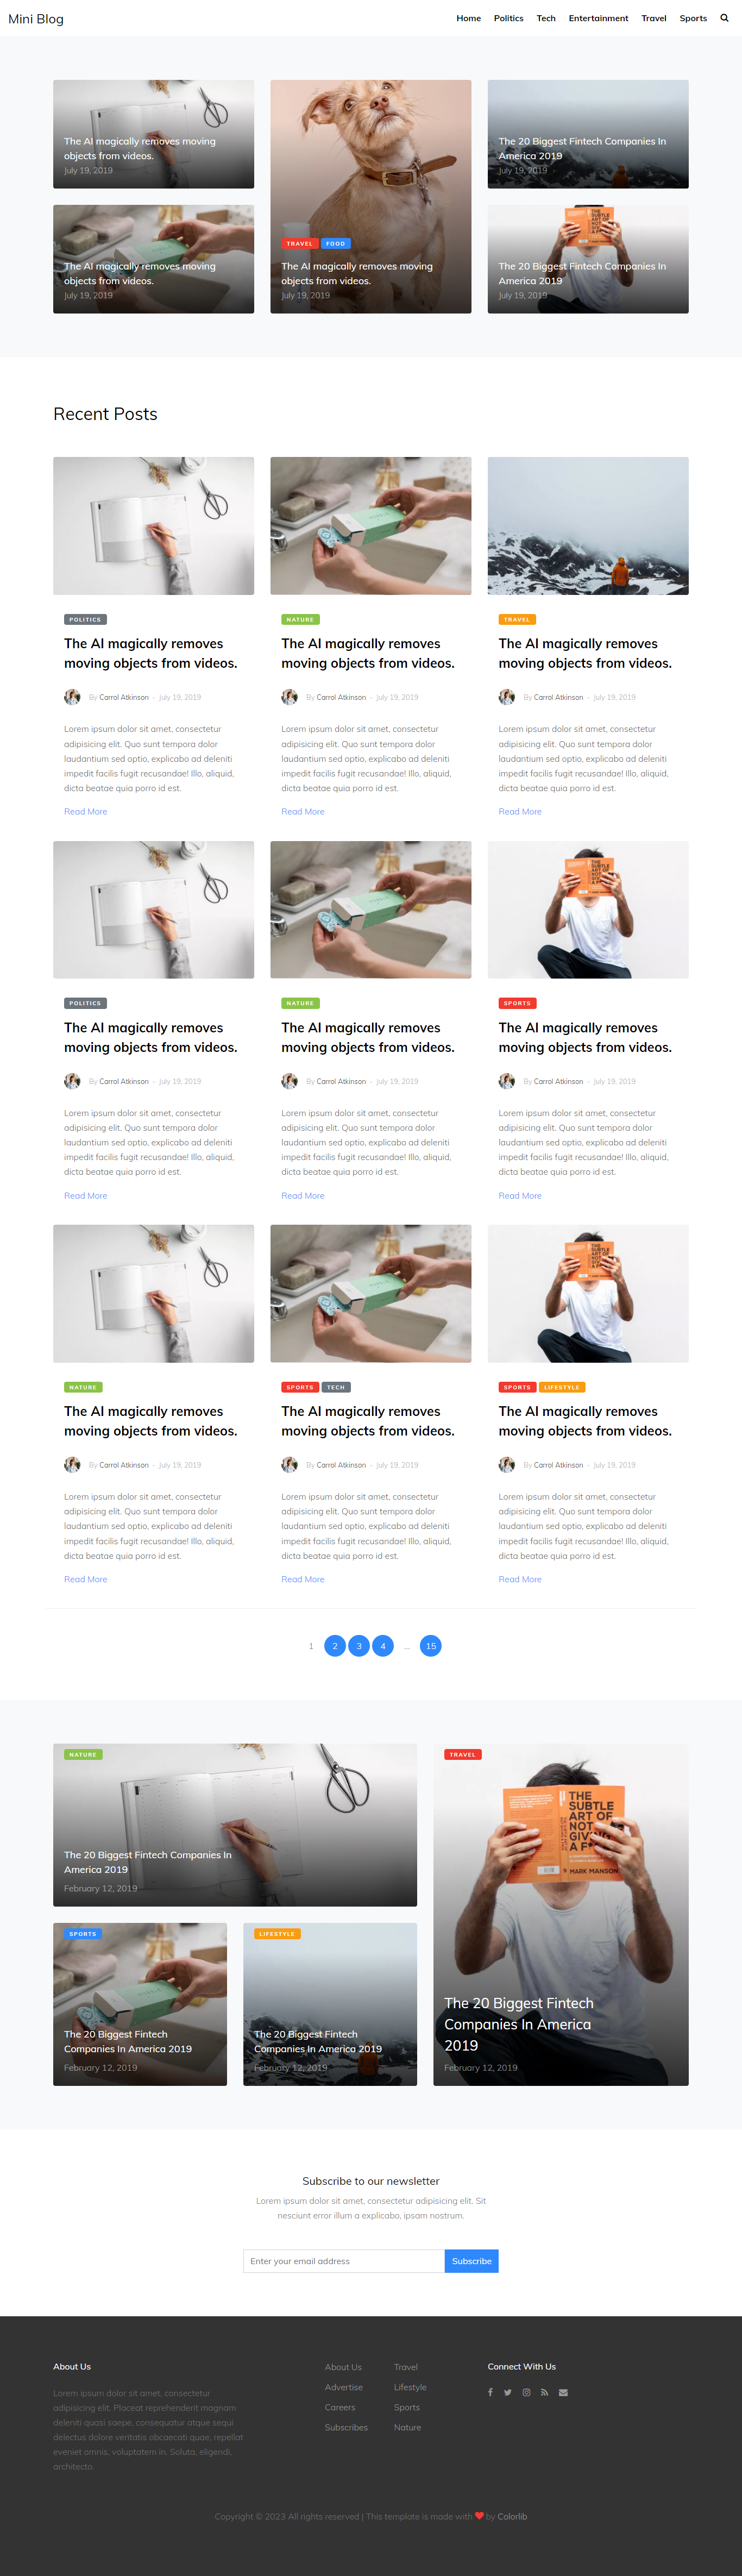 Mini Blog
Home Politics Tech Entertainment Travel Sports
The AI magically removes moving
objects from videos.
July 19, 2019
The AI magically removes moving
objects from videos.
July 19, 2019
TRAVEL FOOD
The AI magically removes moving
objects from videos.
July 19, 2019
The 20 Biggest Fintech Companies In
America 2019
July 19, 2019
THE SUBTLE ART OF NOT
The 20 Biggest Fintech Companies In
America 2019
July 19, 2019
Recent Posts
POLITICS
The AI magically removes
moving objects from videos.
By Carrol Atkinson - July 19, 2019
Lorem ipsum dolor sit amet, consectetur
adipisicing elit. Quo sunt tempora dolor
laudantium sed optio, explicabo ad deleniti
impedit facilis fugit recusandae! Illo, aliquid,
dicta beatae quia porro id est.
Read More
NATURE
The AI magically removes
moving objects from videos.
By Carrol Atkinson - July 19, 2019
Lorem ipsum dolor sit amet, consectetur
adipisicing elit. Quo sunt tempora dolor
laudantium sed optio, explicabo ad deleniti
impedit facilis fugit recusandae! Illo, aliquid,
dicta beatae quia porro id est.
Read More
TRAVEL
The AI magically removes
moving objects from videos.
By Carrol Atkinson - July 19, 2019
Lorem ipsum dolor sit amet, consectetur
adipisicing elit. Quo sunt tempora dolor
laudantium sed optio, explicabo ad deleniti
impedit facilis fugit recusandae! Illo, aliquid,
dicta beatae quia porro id est.
Read More
POLITICS
The AI magically removes
moving objects from videos.
By Carrol Atkinson - July 19, 2019
Lorem ipsum dolor sit amet, consectetur
adipisicing elit. Quo sunt tempora dolor
laudantium sed optio, explicabo ad deleniti
impedit facilis fugit recusandae! Illo, aliquid,
dicta beatae quia porro id est.
Read More
NATURE
The AI magically removes
moving objects from videos.
By Carrol Atkinson - July 19, 2019
Lorem ipsum dolor sit amet, consectetur
adipisicing elit. Quo sunt tempora dolor
laudantium sed optio, explicabo ad deleniti
impedit facilis fugit recusandae! Illo, aliquid,
dicta beatae quia porro id est.
Read More
THE
SUBTLE
ART OF
NOT
SPORTS
The AI magically removes
moving objects from videos.
By Carrol Atkinson - July 19, 2019
Lorem ipsum dolor sit amet, consectetur
adipisicing elit. Quo sunt tempora dolor
laudantium sed optio, explicabo ad deleniti
impedit facilis fugit recusandae! Illo, aliquid,
dicta beatae quia porro id est.
Read More
NATURE
The AI magically removes
moving objects from videos.
By Carrol Atkinson - July 19, 2019
Lorem ipsum dolor sit amet, consectetur
adipisicing elit. Quo sunt tempora dolor
laudantium sed optio, explicabo ad deleniti
impedit facilis fugit recusandae! Illo, aliquid,
dicta beatae quia porro id est.
Read More
SPORTS TECH
The AI magically removes
moving objects from videos.
By Carrol Atkinson - July 19, 2019
Lorem ipsum dolor sit amet, consectetur
adipisicing elit. Quo sunt tempora dolor
laudantium sed optio, explicabo ad deleniti
impedit facilis fugit recusandae! Illo, aliquid,
dicta beatae quia porro id est.
Read More
THE
SUBTLE
ART OF
NOT
SPORTS LIFESTYLE
The AI magically removes
moving objects from videos.
By Carrol Atkinson - July 19, 2019
Lorem ipsum dolor sit amet, consectetur
adipisicing elit. Quo sunt tempora dolor
laudantium sed optio, explicabo ad deleniti
impedit facilis fugit recusandae! Illo, aliquid,
dicta beatae quia porro id est.
Read More
1 2 3 4 ... 15
NATURE
The 20 Biggest Fintech Companies In
America 2019
February 12, 2019
SPORTS
The 20 Biggest Fintech
Companies In America 2019
February 12, 2019
LIFESTYLE
The 20 Biggest Fintech
Companies In America 2019
February 12, 2019
TRAVEL
THE
SUBTLE
ART OF
NOT
GIVING
A F*
MARK MANSON
The 20 Biggest Fintech
Companies In America
2019
February 12, 2019
Subscribe to our newsletter
Lorem ipsum dolor sit amet, consectetur adipisicing elit. Sit
nesciunt error illum a explicabo, ipsam nostrum.
Enter your email address
Subscribe
About Us
Lorem ipsum dolor sit amet, consectetur
adipisicing elit. Placeat reprehenderit magnam
deleniti quasi saepe, consequatur atque sequi
delectus dolore veritatis obcaecati quae, repellat
eveniet omnis, voluptatem in. Soluta, eligendi,
architecto.
About Us
Advertise
Careers
Subscribes
Travel
Lifestyle
Sports
Nature
Connect With Us
Copyright © 2023 All rights reserved | This template is made with by Colorlib